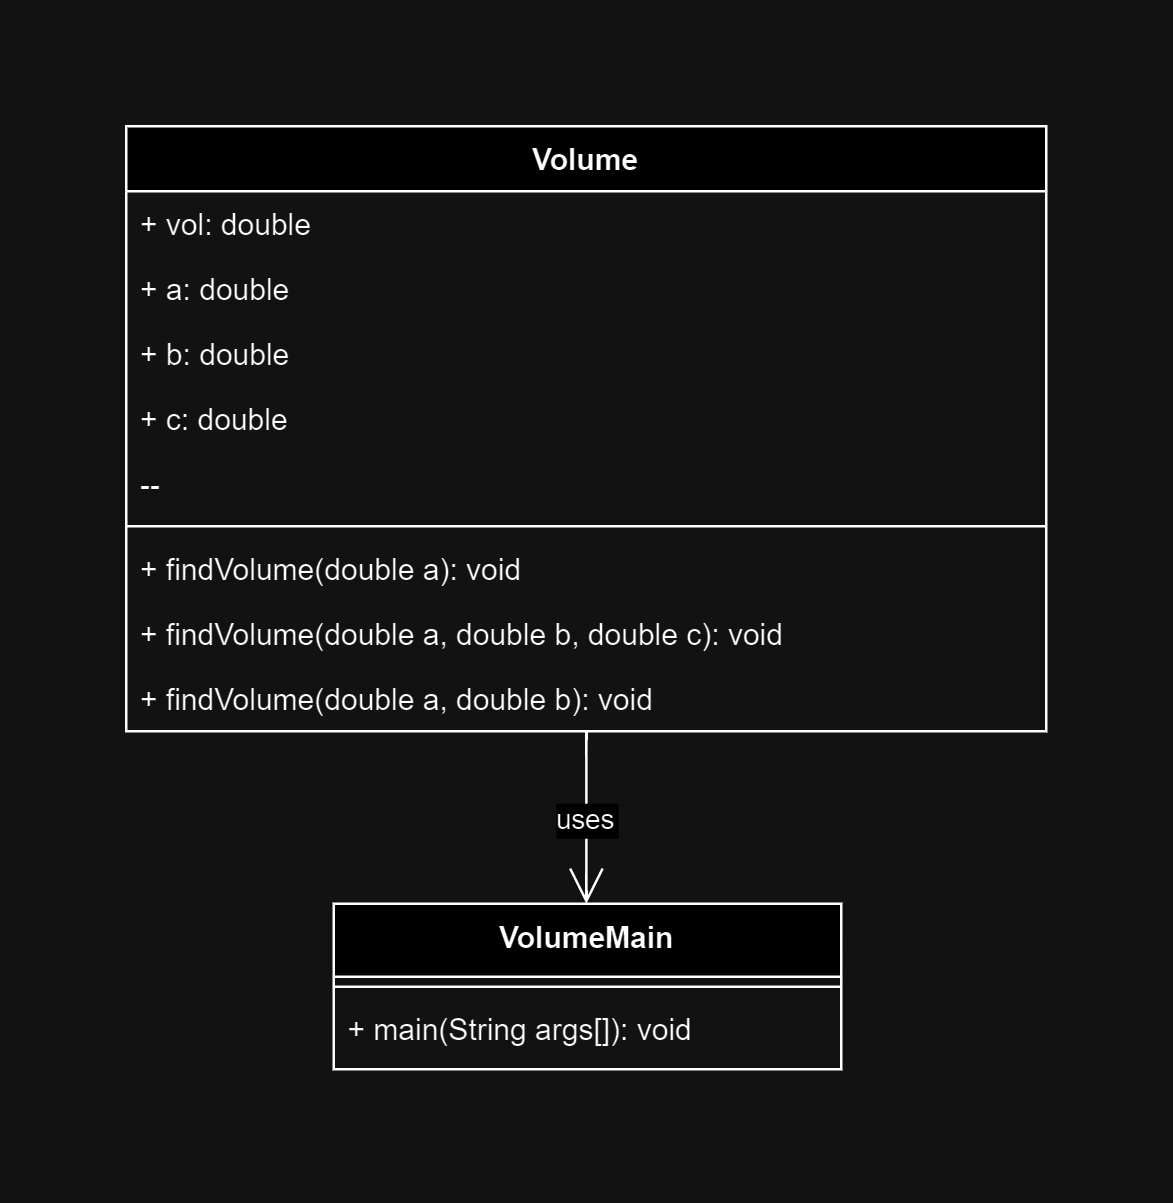 Volume
+ vol: double
+ a: double
+ b: double
+ c: double
--
+ findVolume(double a): void
+ findVolume(double a, double b, double c): void
+ findVolume(double a, double b): void
uses
VolumeMain
+ main(String args[]): void